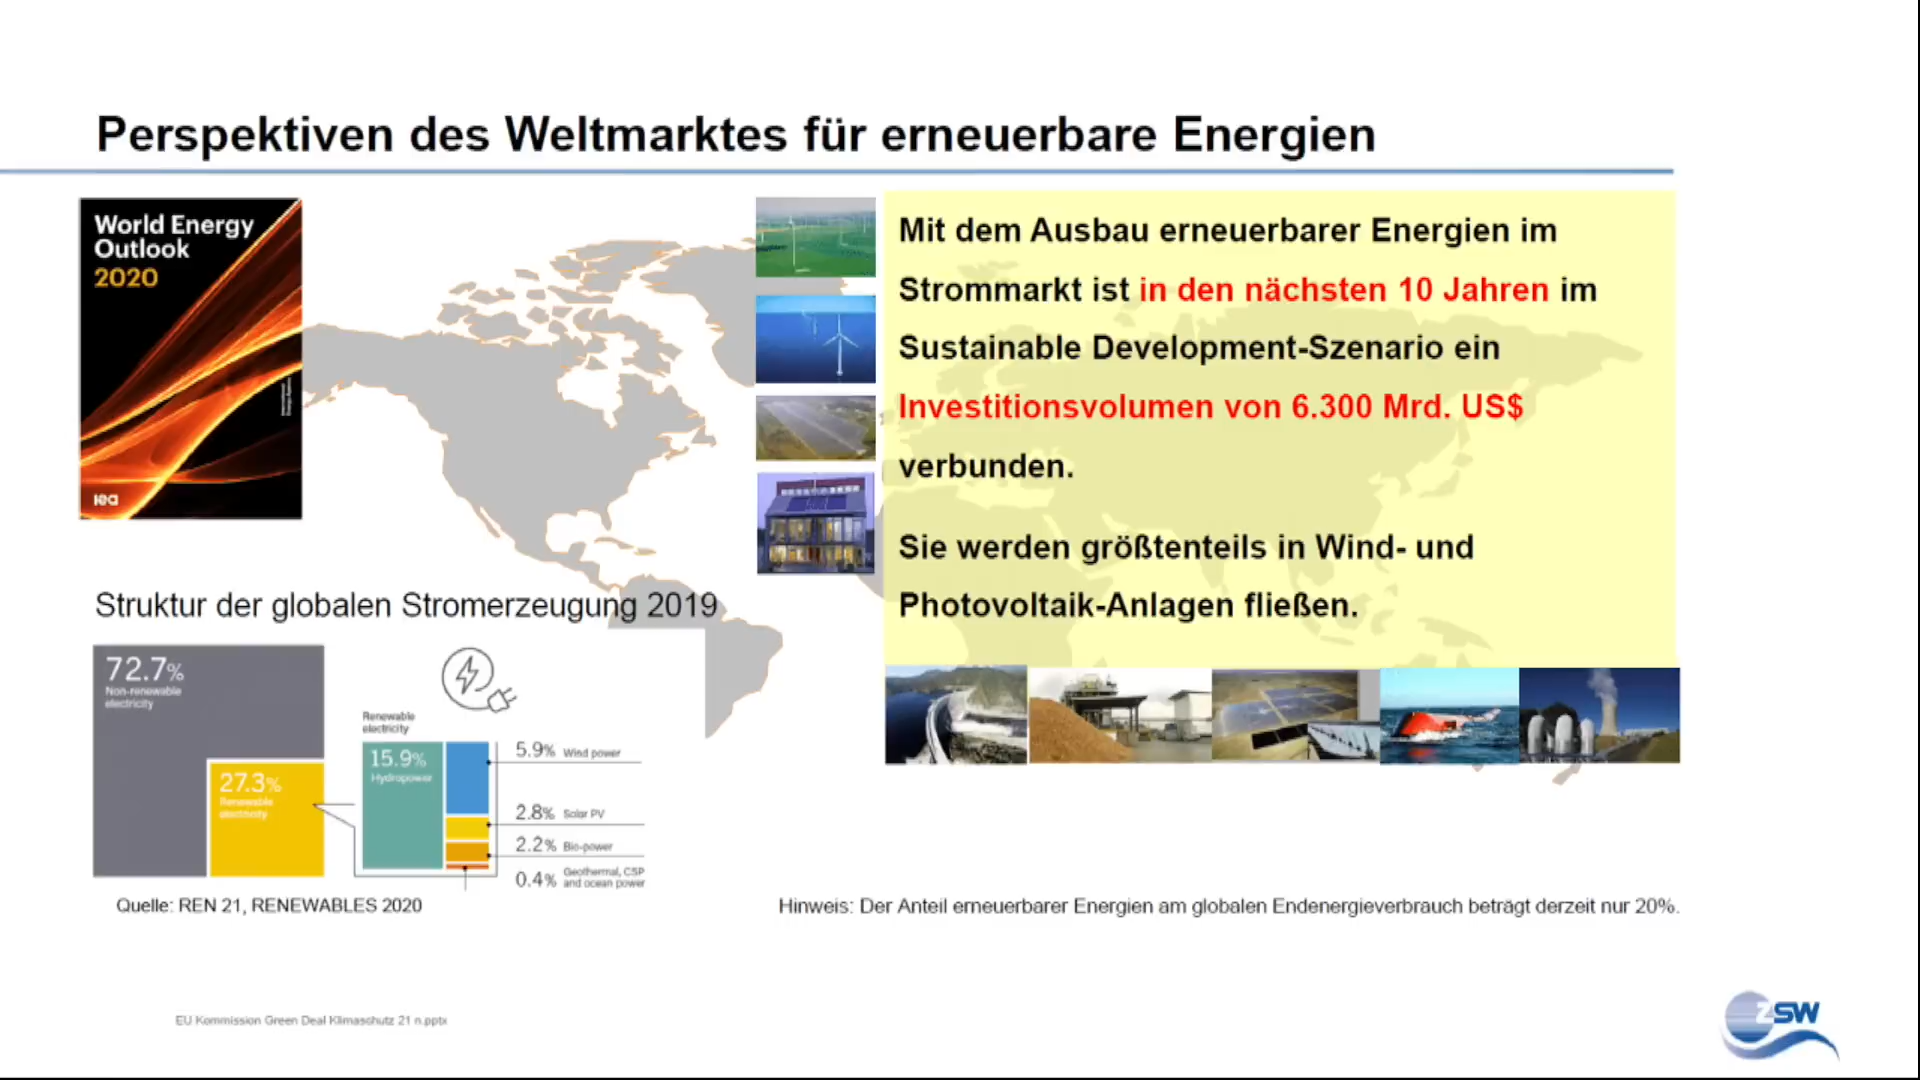 Perspektiven des Weltmarktes für erneuerbare Energien
World Energy
Outlook
2020
iea
Mit dem Ausbau erneuerbarer Energien im
Strommarkt ist in den nächsten 10 Jahren im
Sustainable Development-Szenario ein
Investitionsvolumen von 6.300 Mrd. US$
verbunden.
Sie werden größtenteils in Wind- und
Photovoltaik-Anlagen fließen.
Struktur der globalen Stromerzeugung 2019
72.7%
Non-renewable
electricity
27.3%
Renewable
electricity
Renewable
electricity
15.9%
Hydropower
5.9% Wind power
2.8% Solar PV
2.2% Bio-power
0.4% Geothermal, CSP
and ocean power
Quelle: REN 21, RENEWABLES 2020
Hinweis: Der Anteil erneuerbarer Energien am globalen Endenergieverbrauch beträgt derzeit nur 20%.
EU Kommission Green Deal Klimaschutz 21 n.pptx
ZSW